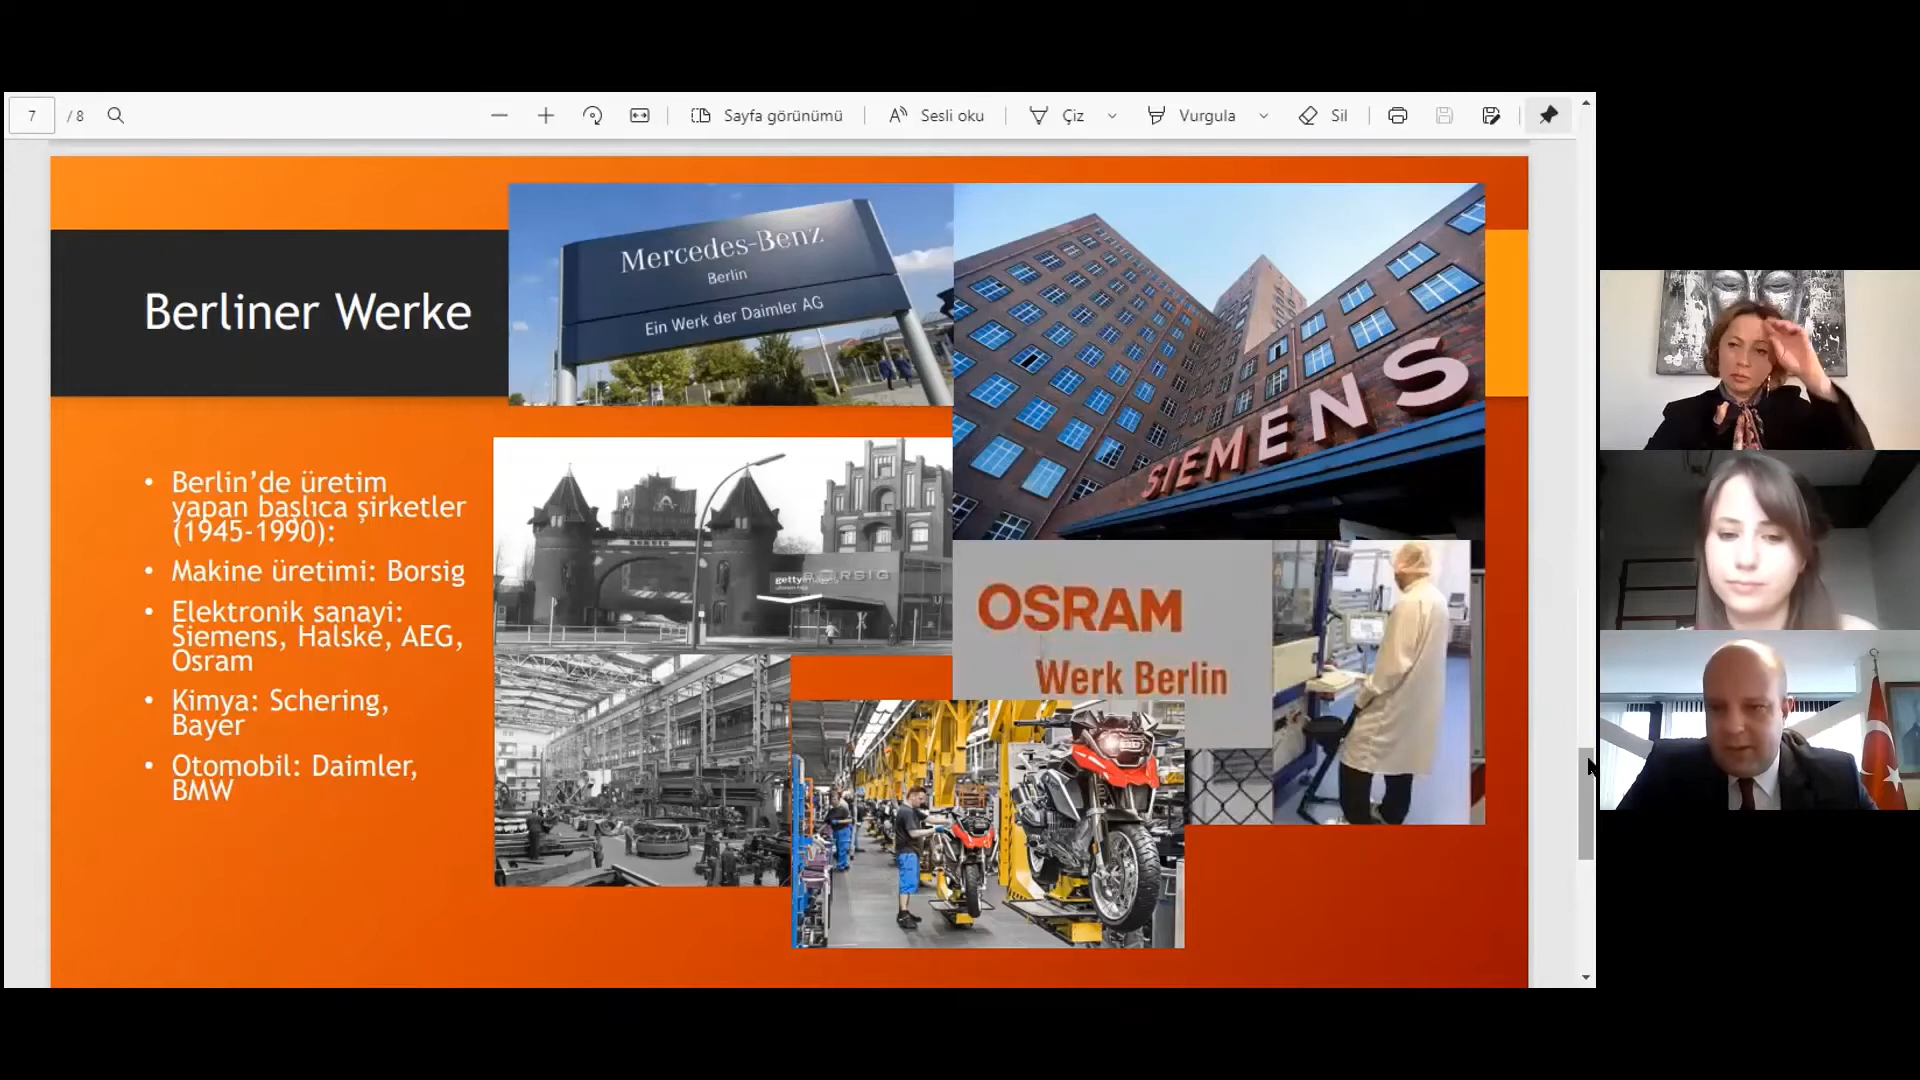 7 / 8
Sayfa görünümü
Sesli oku
Çiz
Vurgula
Sil
Berliner Werke
Mercedes-Benz
Berlin
Ein Werk der Daimler AG
SIEMENS
• Berlin’de üretim
yapan başlıca şirketler
(1945-1990):
• Makine üretimi: Borsig
• Elektronik sanayi:
Siemens, Halske, AEG,
Osram
• Kimya: Schering,
Bayer
• Otomobil: Daimler,
BMW
BORSIG
BORSIG
OSRAM
Werk Berlin